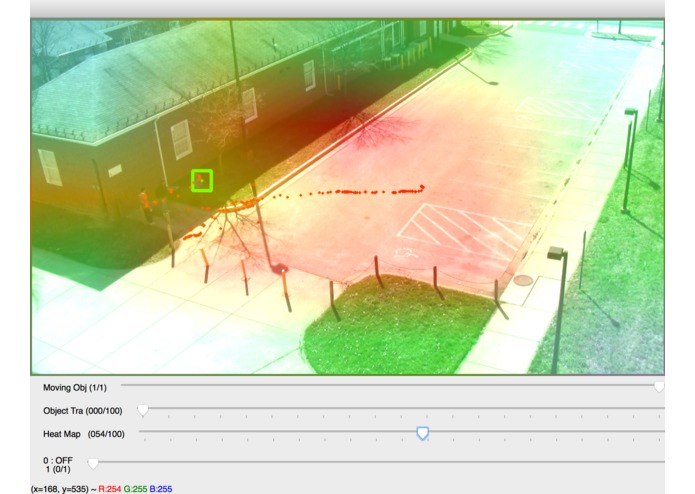 Moving Obj (1/1)
Object Tra (000/100)
Heat Map (054/100)
0 : OFF
1 (0/1)
(x=168, y=535) ~ R:254 G:255 B:255